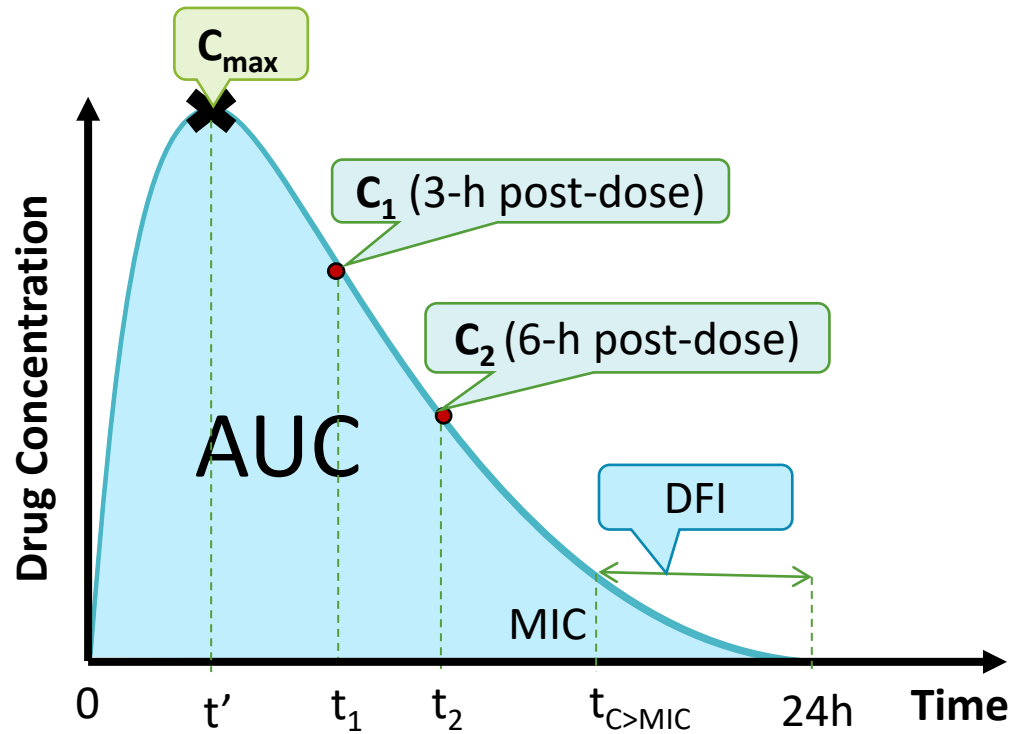 Cmax
C1 (3-h post-dose)
C2 (6-h post-dose)
Drug Concentration
AUC
DFI
MIC
0
t'
t1
t2
tC>MIC
24h
Time